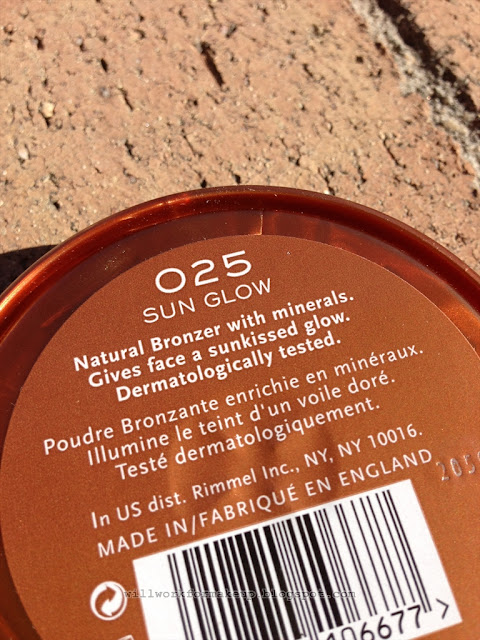 025
SUN GLOW
Natural Bronzer with minerals.
Gives face a sunkissed glow.
Dermatologically tested.
Poudre Bronzante enrichie en minéraux.
Illumine le teint d'un voile doré.
Testé dermatologiquement.
In US dist. Rimmel Inc., NY, NY 10016.
MADE IN/FABRIQUÉ EN ENGLAND
willworkformakeup.blogspot.com